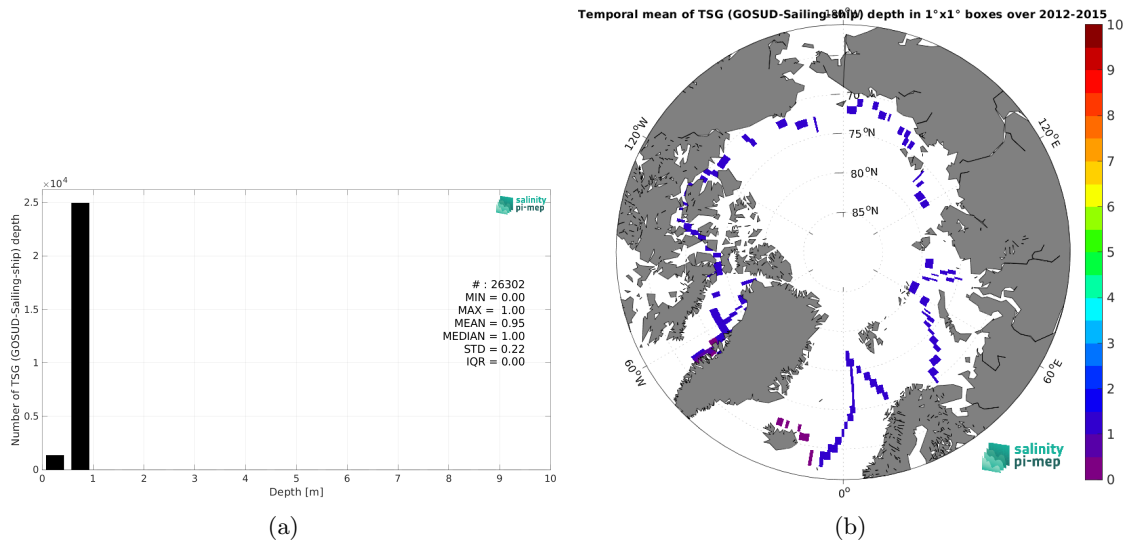 Temporal mean of TSG (GOSUD-Sailing-ship) depth in 1°x1° boxes over 2012-2015
180°W
10
9
8
7
6
5
4
3
2
1
0
120°W
70
75 °N
80 °N
85 °N
120°E
60°W
60°E
0°
salinity
pi-mep
×10⁴
2.5
2
1.5
1
0.5
0
Number of TSG (GOSUD-Sailing-ship) depth
salinity
pi-mep
# : 26302
MIN = 0.00
MAX = 1.00
MEAN = 0.95
MEDIAN = 1.00
STD = 0.22
IQR = 0.00
0 1 2 3 4 5 6 7 8 9 10
Depth [m]
(a)
(b)